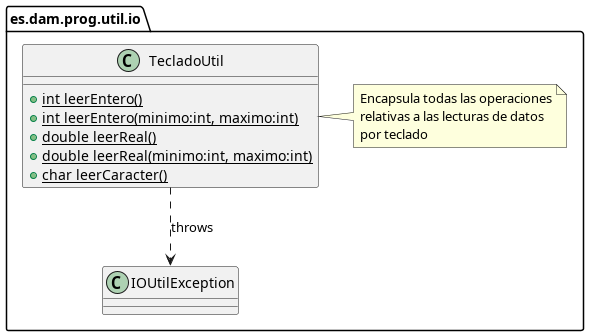 es.dam.prog.util.io
C TecladoUtil
int leerEntero()
int leerEntero(minimo:int, maximo:int)
double leerReal()
double leerReal(minimo:int, maximo:int)
char leerCaracter()
Encapsula todas las operaciones
relativas a las lecturas de datos
por teclado
throws
C IOUtilException